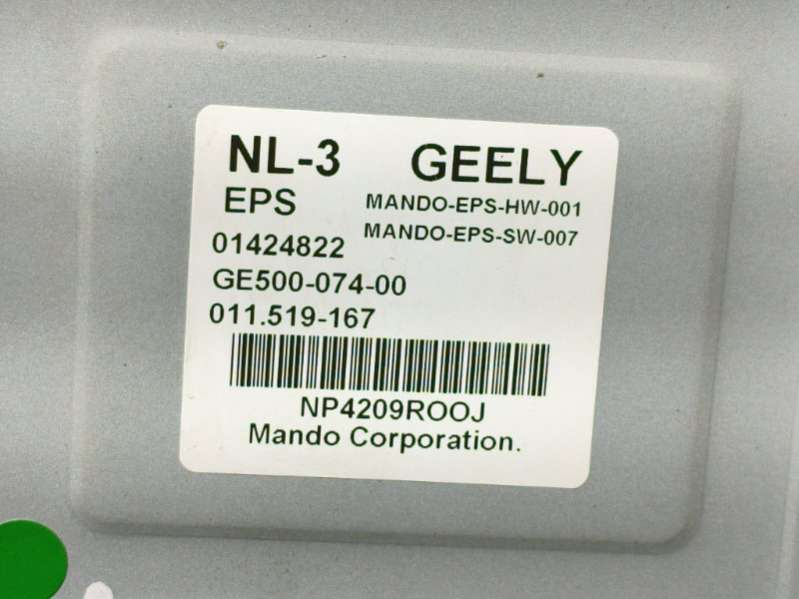 NL-3 GEELY
EPS MANDO-EPS-HW-001
MANDO-EPS-SW-007
01424822
GE500-074-00
011.519-167
NP4209ROOJ
Mando Corporation.